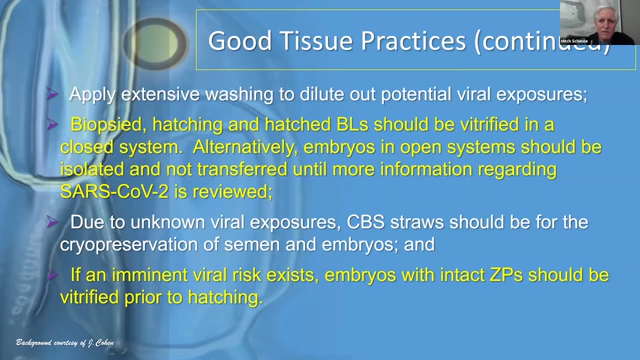 Good Tissue Practices (continued)
Mitch Schiewe
Apply extensive washing to dilute out potential viral exposures;
Biopsied, hatching and hatched BLs should be vitrified in a
closed system. Alternatively, embryos in open systems should be
isolated and not transferred until more information regarding
SARS-CoV-2 is reviewed;
Due to unknown viral exposures, CBS straws should be for the
cryopreservation of semen and embryos; and
If an imminent viral risk exists, embryos with intact ZPs should be
vitrified prior to hatching.
Background courtesy of J. Cohen